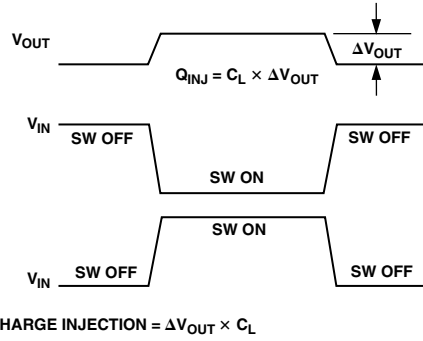 VOUT
ΔVOUT
QINJ = CL × ΔVOUT
VIN
SW OFF
SW OFF
SW ON
SW ON
VIN
SW OFF
SW OFF
HARGE INJECTION = ΔVOUT × CL